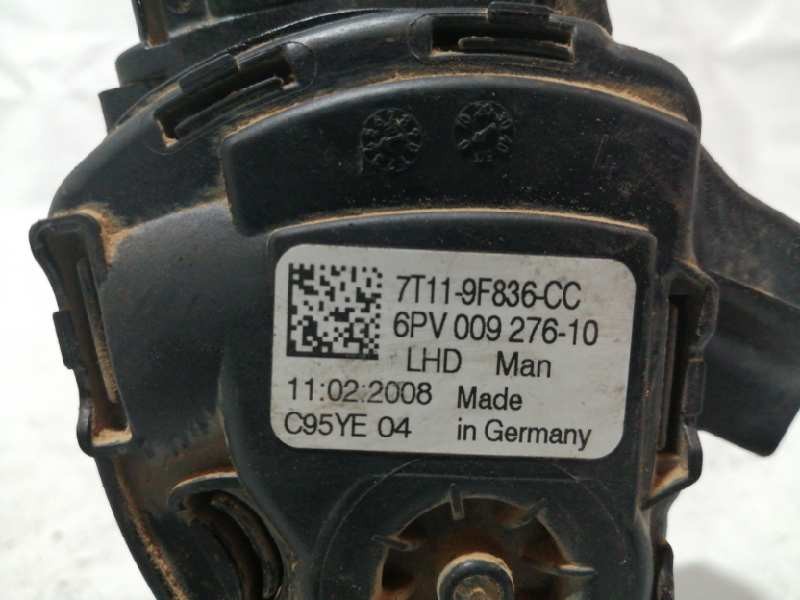 7T11-9F836-CC
6PV 009 276-10
LHD Man
11.02.2008 Made
C95YE 04 in Germany